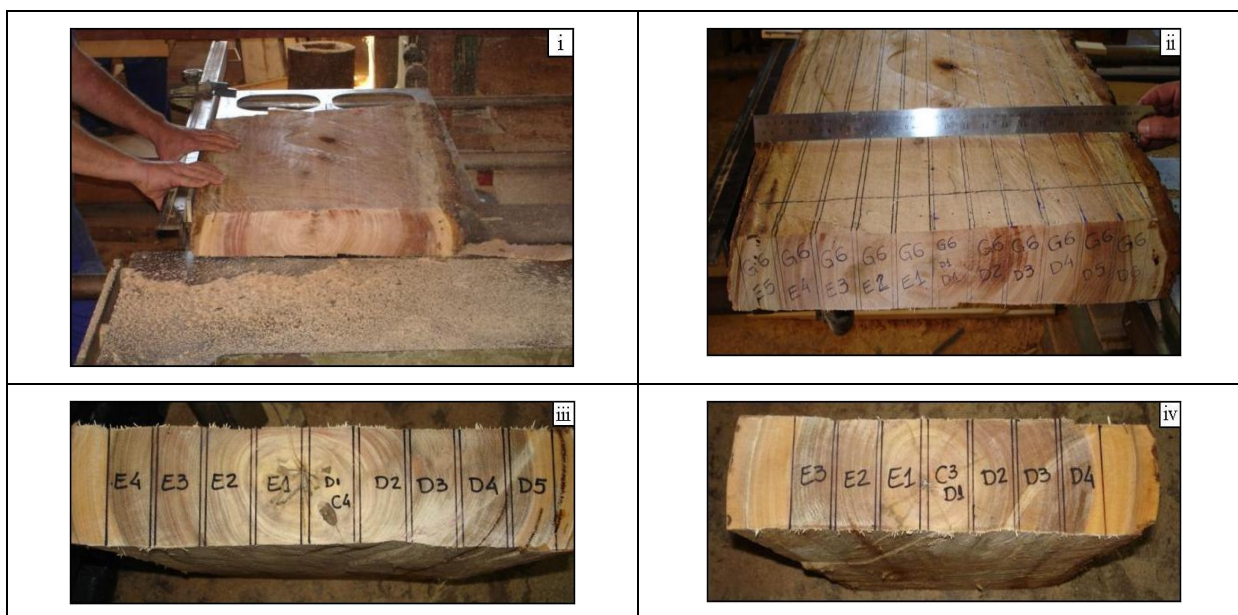 i
ii
G6 G6 G6 G6 G6 G6 G6 G6 G6 G6 G6
E5 E4 E3 E2 E1 D1 D1 D2 D3 D4 D5 D6
iii
E4 E3 E2 E1 D1 D2 D3 D4 D5
C4
iv
E3 E2 E1 C3 D2 D3 D4
D1